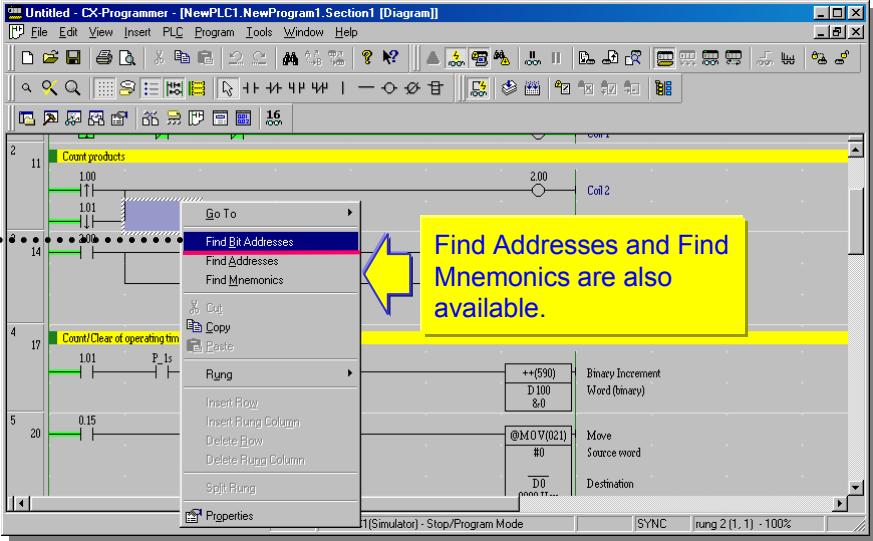 Untitled - CX-Programmer - [NewPLC1.NewProgram1.Section1 [Diagram]]
File Edit View Insert PLC Program Tools Window Help
16
Coil 1
2
11
Count products
1.00
2.00
Coil 2
1.01
3
2.00
14
Go To
Find Bit Addresses
Find Addresses
Find Mnemonics
Cut
Copy
Paste
Rung
Insert Row
Insert Rung Column
Delete Row
Delete Rung Column
Split Rung
Properties
Find Addresses and Find
Mnemonics are also
available.
4
17
Count/Clear of operating tim
1.01
P_1s
++(590)
Binary Increment
D100
Word (binary)
&0
5
20
0.15
@MOV(021)
Move
#0
Source word
D0
Destination
1(Simulator) - Stop/Program Mode
SYNC
rung 2 (1, 1) - 100%